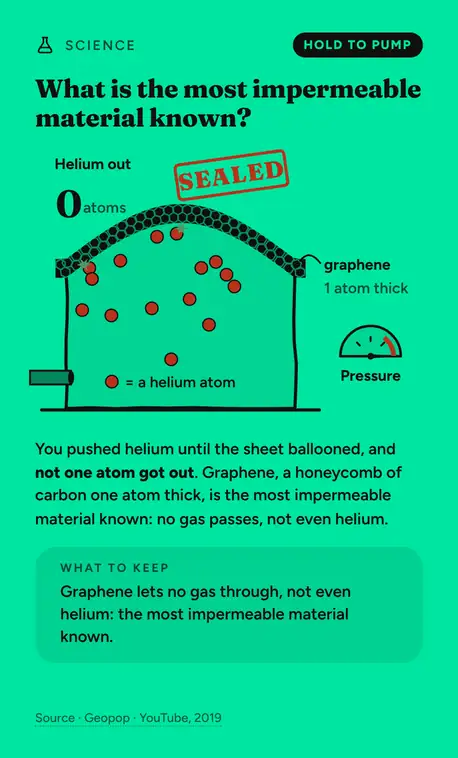 SCIENCE
HOLD TO PUMP
What is the most impermeable
material known?
Helium out
0 atoms
SEALED
graphene
1 atom thick
Pressure
= a helium atom
You pushed helium until the sheet ballooned, and
not one atom got out. Graphene, a honeycomb of
carbon one atom thick, is the most impermeable
material known: no gas passes, not even helium.
WHAT TO KEEP
Graphene lets no gas through, not even
helium: the most impermeable material
known.
Source · Geopop · YouTube, 2019